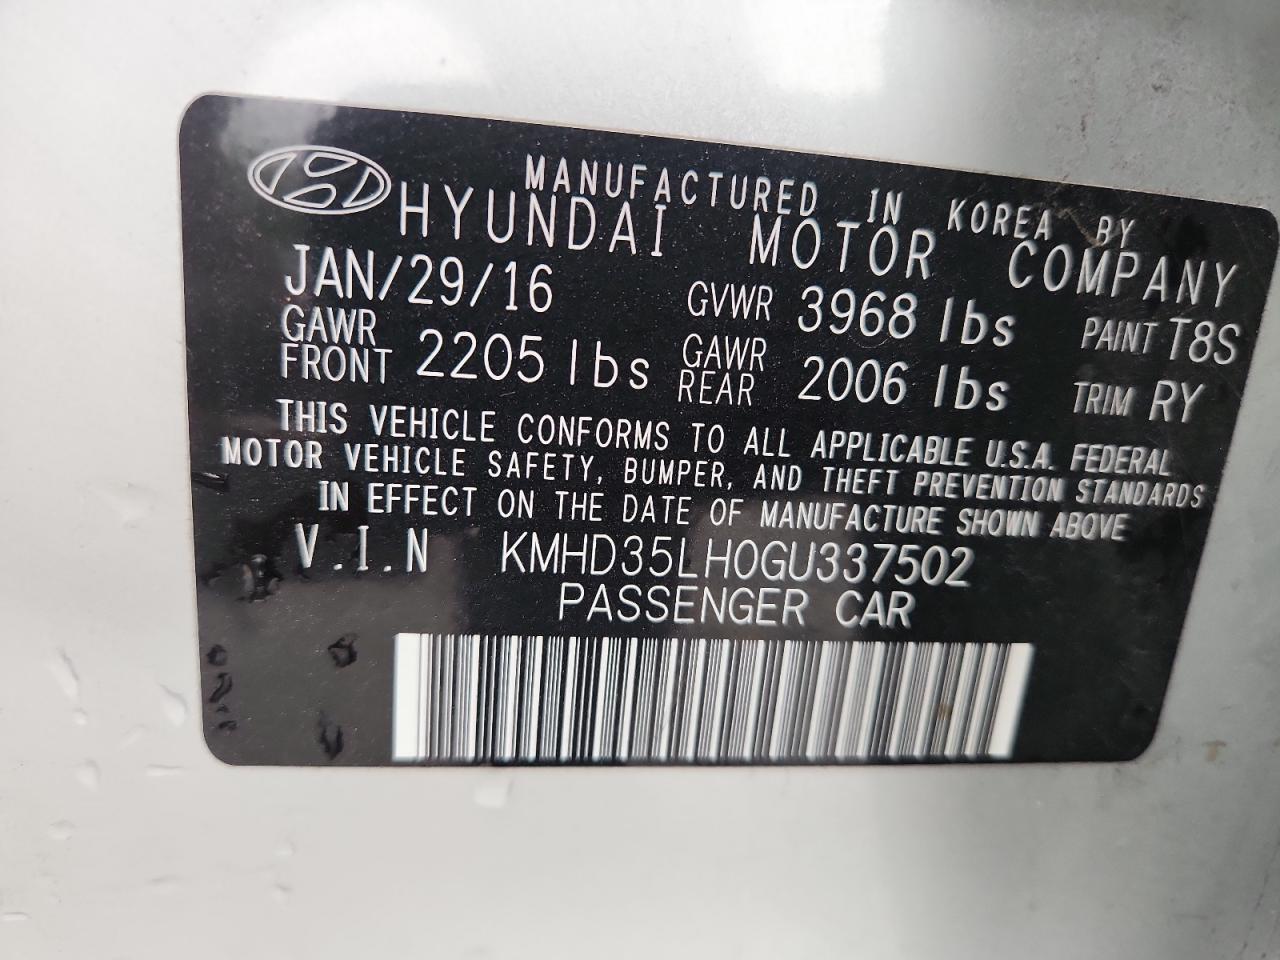 MANUFACTURED IN KOREA BY
HYUNDAI MOTOR COMPANY
JAN/29/16 GVWR 3968 lbs PAINT T8S
GAWR FRONT 2205 lbs GAWR REAR 2006 lbs TRIM RY
THIS VEHICLE CONFORMS TO ALL APPLICABLE U.S.A. FEDERAL
MOTOR VEHICLE SAFETY, BUMPER, AND THEFT PREVENTION STANDARDS
IN EFFECT ON THE DATE OF MANUFACTURE SHOWN ABOVE
V.I.N KMHD35LH0GU337502
PASSENGER CAR